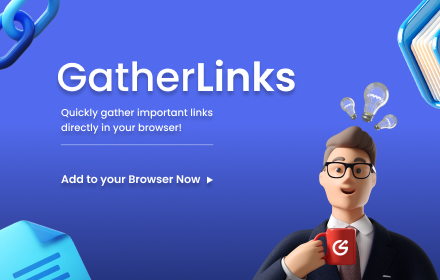 GatherLinks
Quickly gather important links
directly in your browser!
Add to your Browser Now ▶